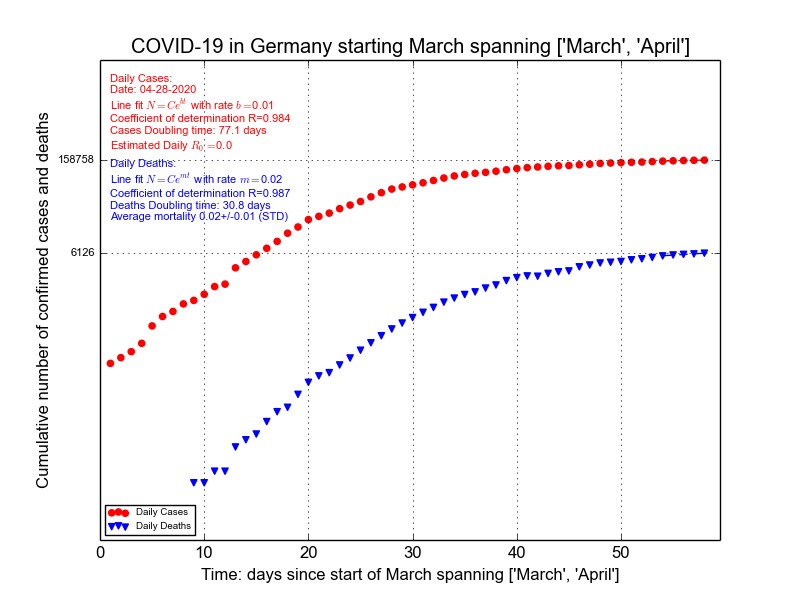 COVID-19 in Germany starting March spanning ['March', 'April']
Daily Cases:
Date: 04-28-2020
Line fit N = Ce^{bt} with rate b =0.01
Coefficient of determination R=0.984
Cases Doubling time: 77.1 days
Estimated Daily R_0 =0.0
Daily Deaths:
Line fit N = Ce^{mt} with rate m =0.02
Coefficient of determination R=0.987
Deaths Doubling time: 30.8 days
Average mortality 0.02+/-0.01 (STD)
158758
6126
Cumulative number of confirmed cases and deaths
Daily Cases
Daily Deaths
0 10 20 30 40 50
Time: days since start of March spanning ['March', 'April']